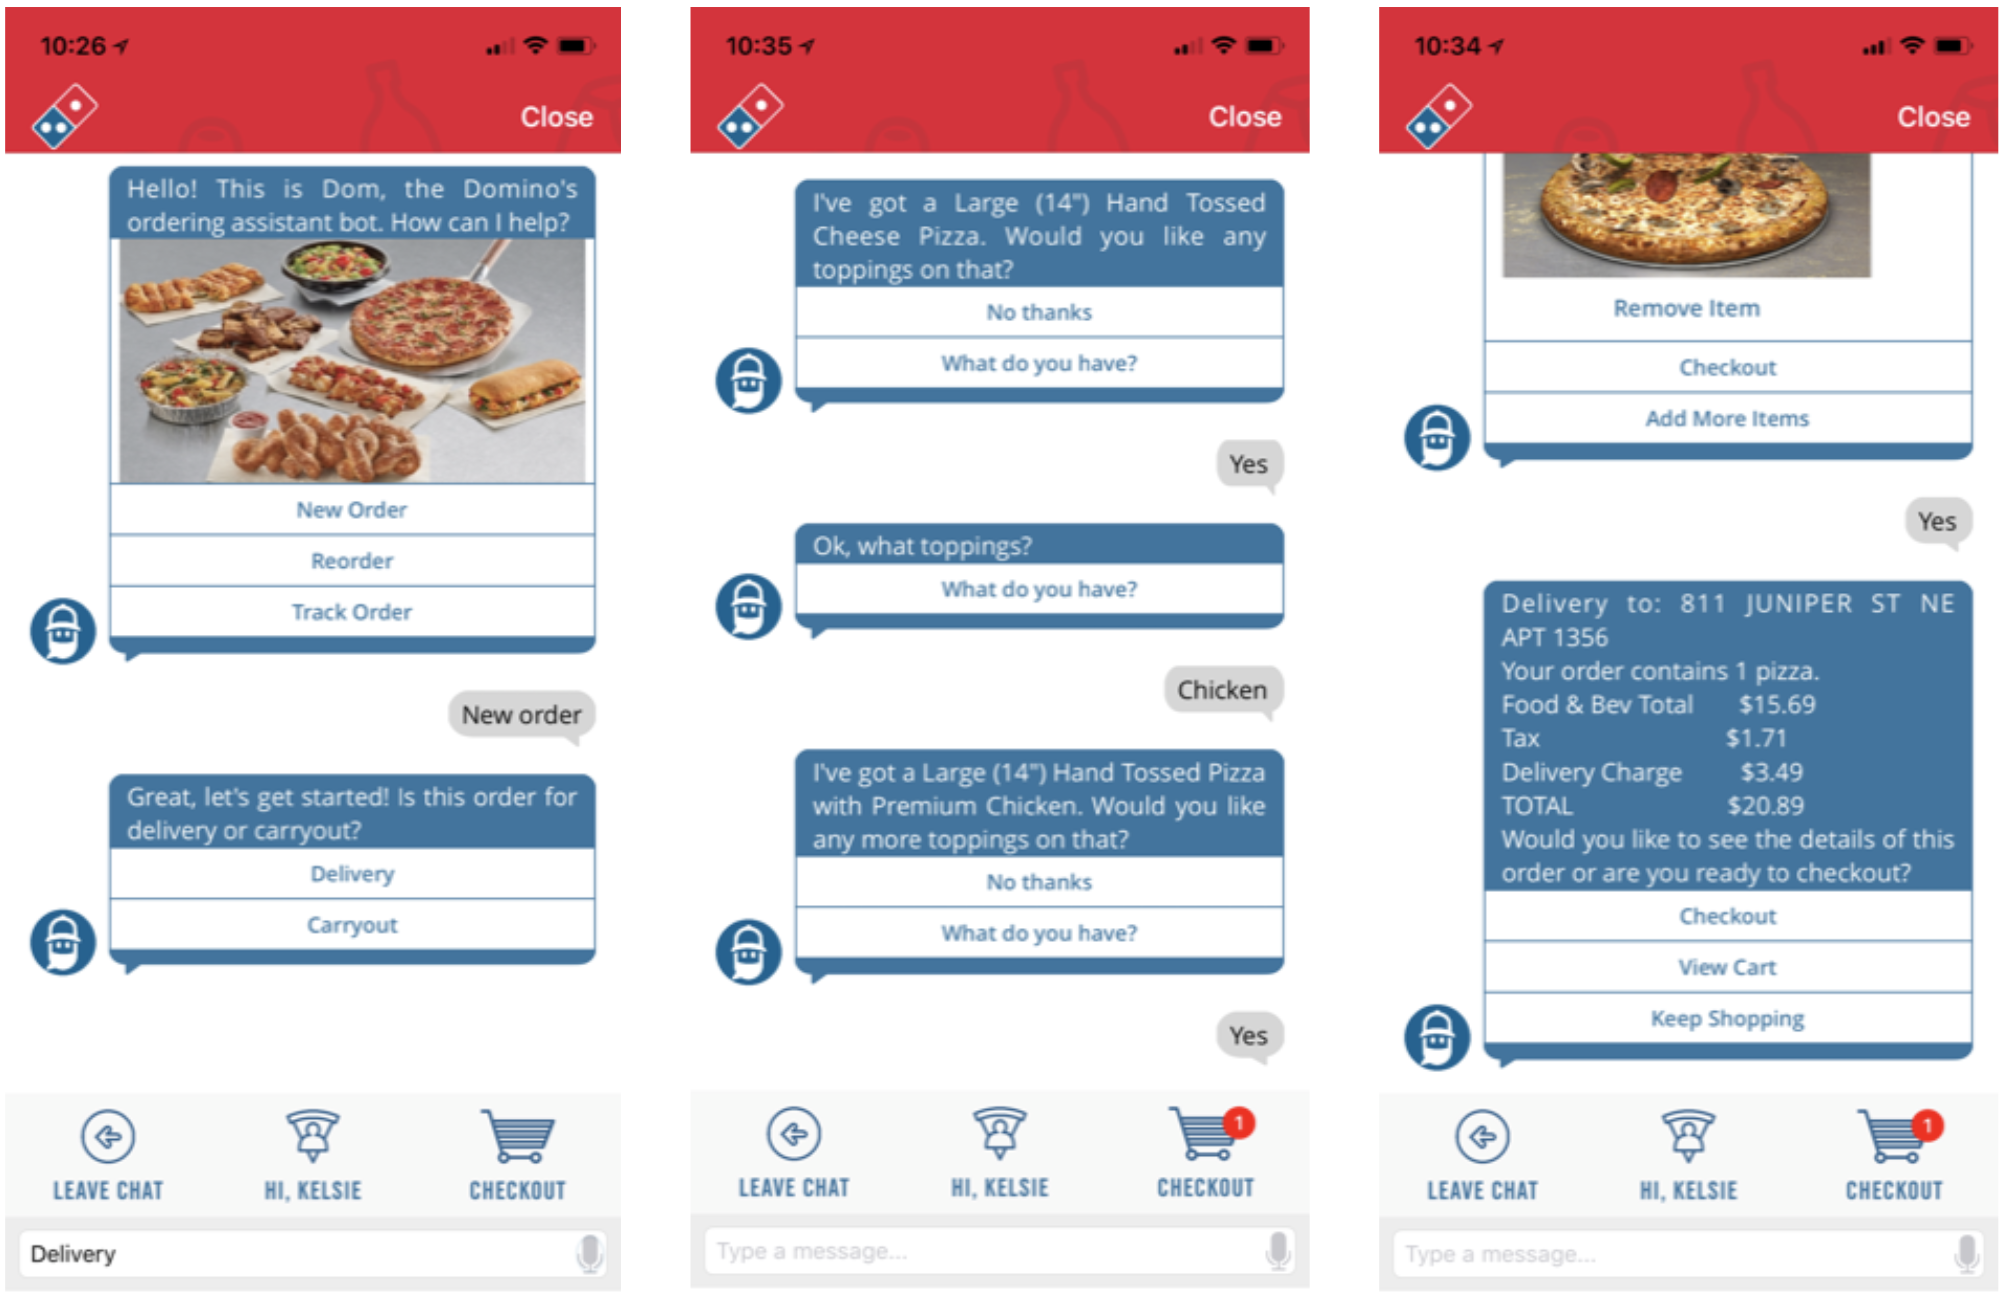 10:26
Close
Hello! This is Dom, the Domino's
ordering assistant bot. How can I help?
New Order
Reorder
Track Order
New order
Great, let's get started! Is this order for
delivery or carryout?
Delivery
Carryout
LEAVE CHAT
HI, KELSIE
CHECKOUT
Delivery
10:35
Close
I've got a Large (14") Hand Tossed
Cheese Pizza. Would you like any
toppings on that?
No thanks
What do you have?
Yes
Ok, what toppings?
What do you have?
Chicken
I've got a Large (14") Hand Tossed Pizza
with Premium Chicken. Would you like
any more toppings on that?
No thanks
What do you have?
Yes
1
LEAVE CHAT
HI, KELSIE
CHECKOUT
Type a message...
10:34
Close
Remove Item
Checkout
Add More Items
Yes
Delivery to: 811 JUNIPER ST NE
APT 1356
Your order contains 1 pizza.
Food & Bev Total $15.69
Tax $1.71
Delivery Charge $3.49
TOTAL $20.89
Would you like to see the details of this
order or are you ready to checkout?
Checkout
View Cart
Keep Shopping
1
LEAVE CHAT
HI, KELSIE
CHECKOUT
Type a message...